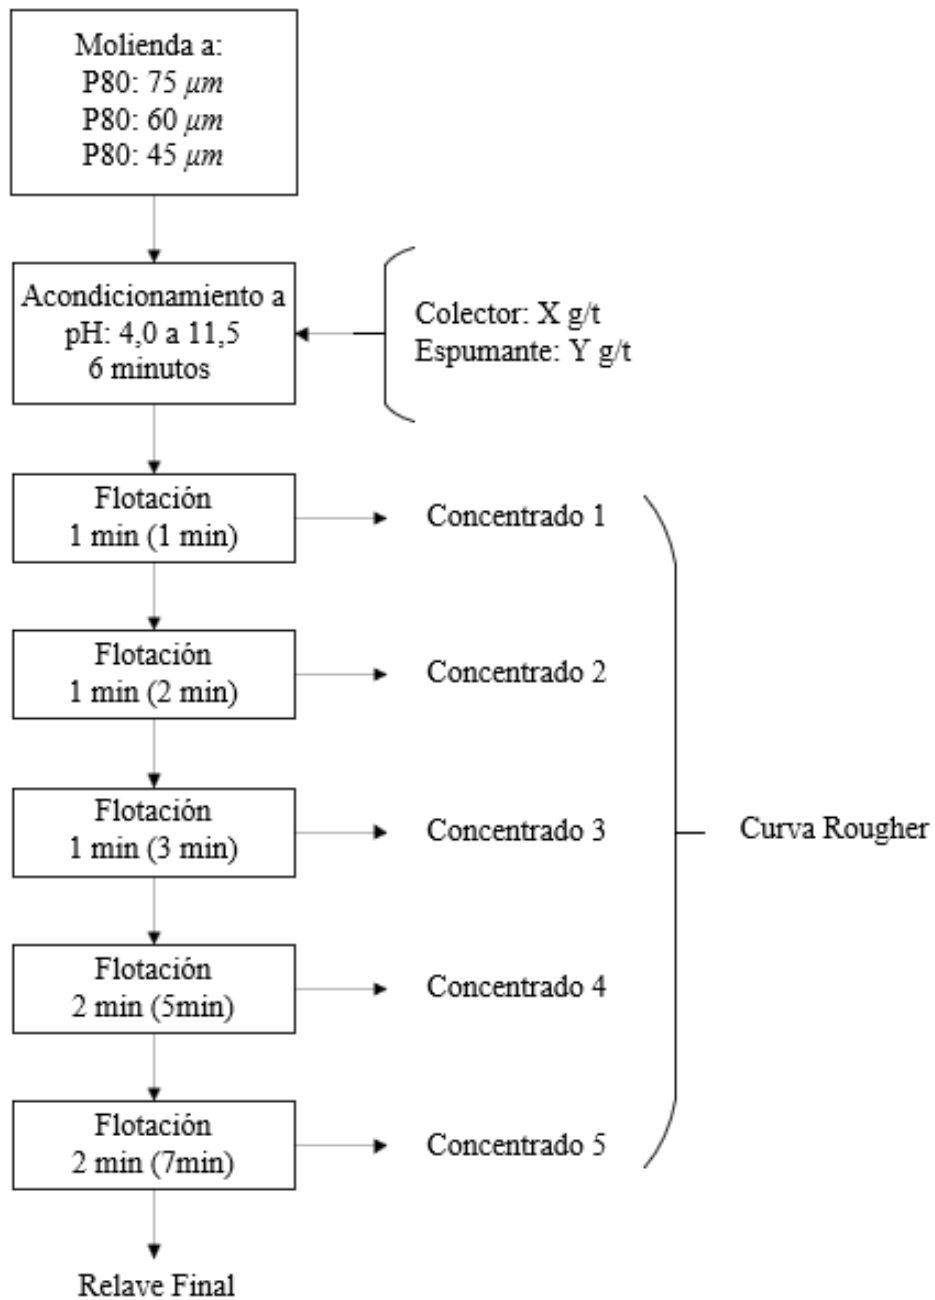 Molienda a:
P80: 75 µm
P80: 60 µm
P80: 45 µm
Acondicionamiento a
pH: 4,0 a 11,5
6 minutos
Colector: X g/t
Espumante: Y g/t
Flotación
1 min (1 min)
Concentrado 1
Flotación
1 min (2 min)
Concentrado 2
Flotación
1 min (3 min)
Concentrado 3
Curva Rougher
Flotación
2 min (5min)
Concentrado 4
Flotación
2 min (7min)
Concentrado 5
Relave Final